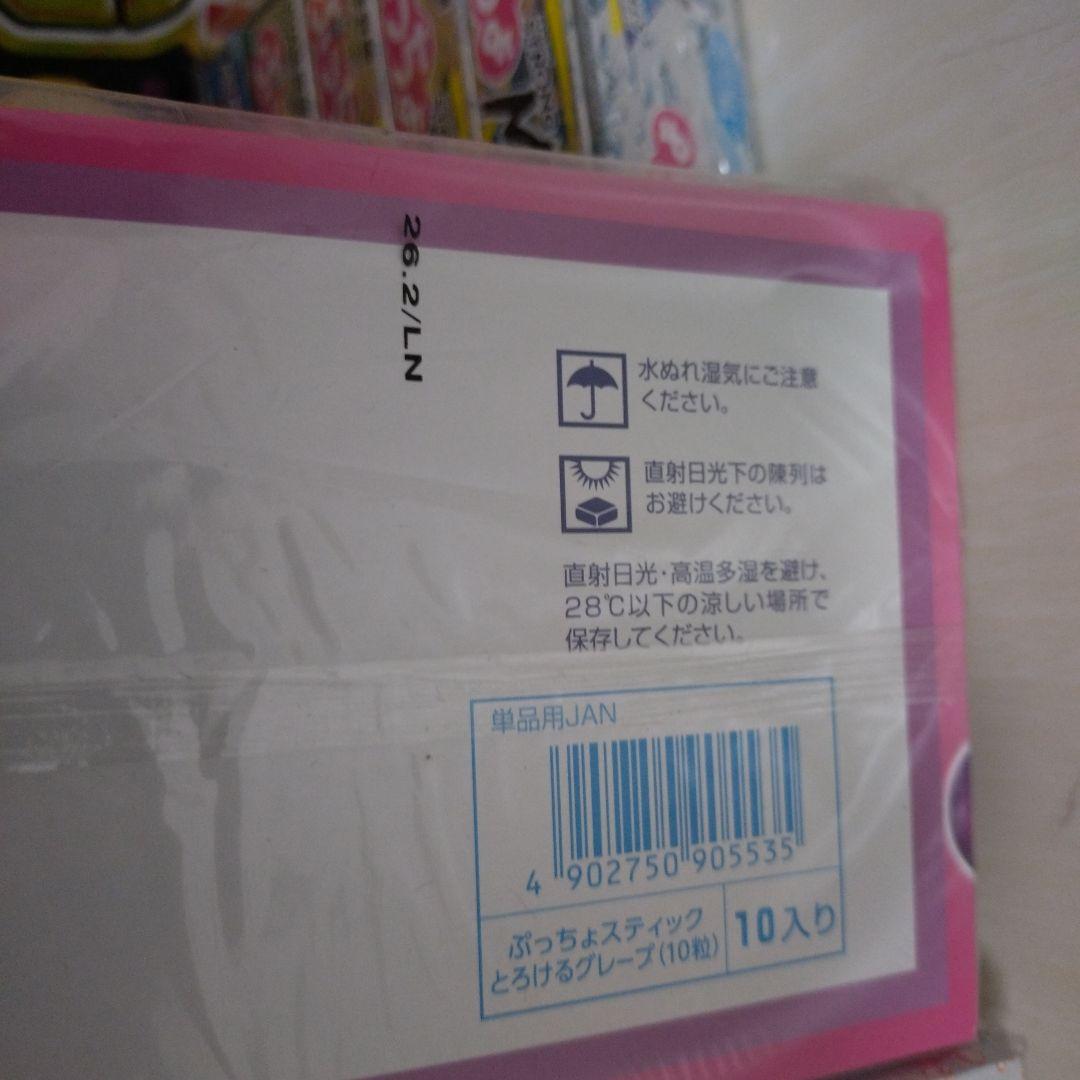 26.2/LN
水ぬれ湿気にご注意
ください。
直射日光下の陳列は
お避けください。
直射日光・高温多湿を避け、
28℃以下の涼しい場所で
保存してください。
単品用JAN
4 902750 905535
ぷっちょスティック
とろけるグレープ(10粒)
10入り